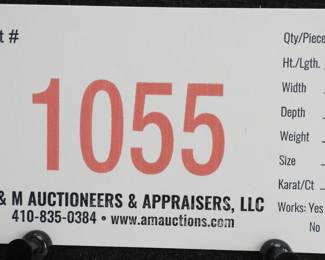 t #
1055
& M AUCTIONEERS & APPRAISERS, LLC
410-835-0384 • www.amauctions.com
Qty/Piece
Ht./Lgth.
Width
Depth
Weight
Size
Karat/Ct
Works: Yes
No